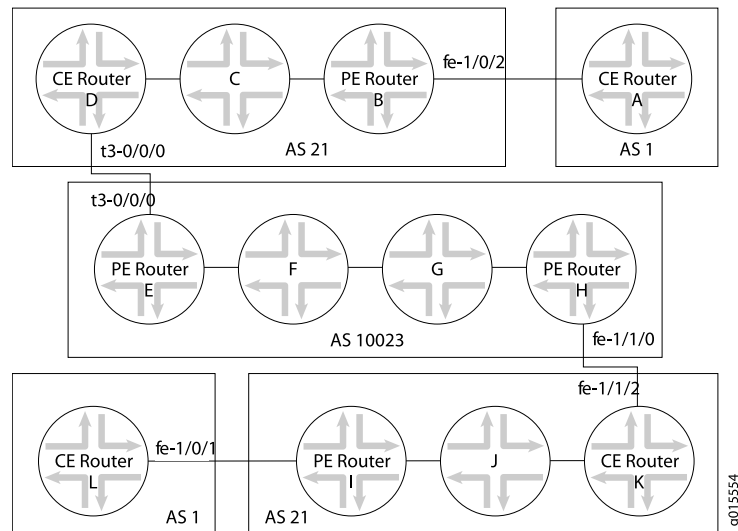 CE Router
D
C
PE Router
B
fe-1/0/2
CE Router
A
AS 21
AS 1
t3-0/0/0
t3-0/0/0
PE Router
E
F
G
PE Router
H
AS 10023
fe-1/1/0
fe-1/1/2
CE Router
L
fe-1/0/1
PE Router
I
J
CE Router
K
AS 1
AS 21
g015554